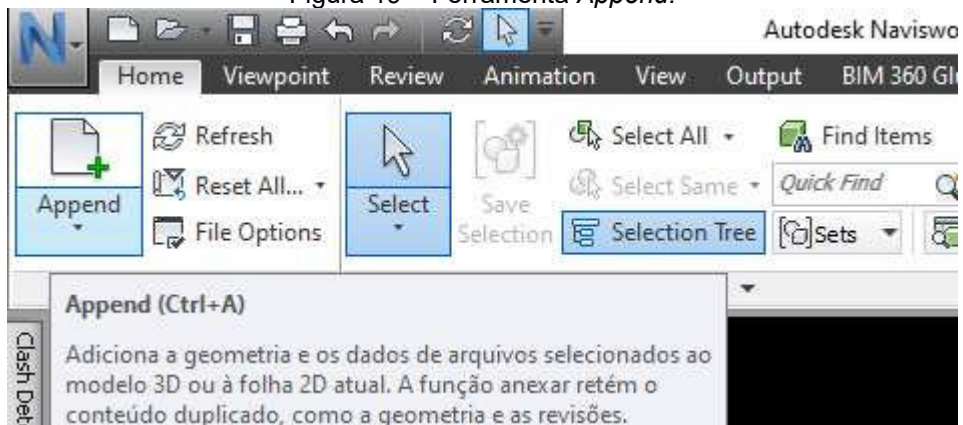 Ferramenta Append.
Autodesk Naviswo
Home Viewpoint Review Animation View Output BIM 360 Glu
Append
Refresh
Reset All...
File Options
Select
Save
Selection
Select All
Select Same
Selection Tree
Find Items
Quick Find
Sets
Append (Ctrl+A)
Adiciona a geometria e os dados de arquivos selecionados ao
modelo 3D ou à folha 2D atual. A função anexar retém o
conteúdo duplicado, como a geometria e as revisões.
Clash Det